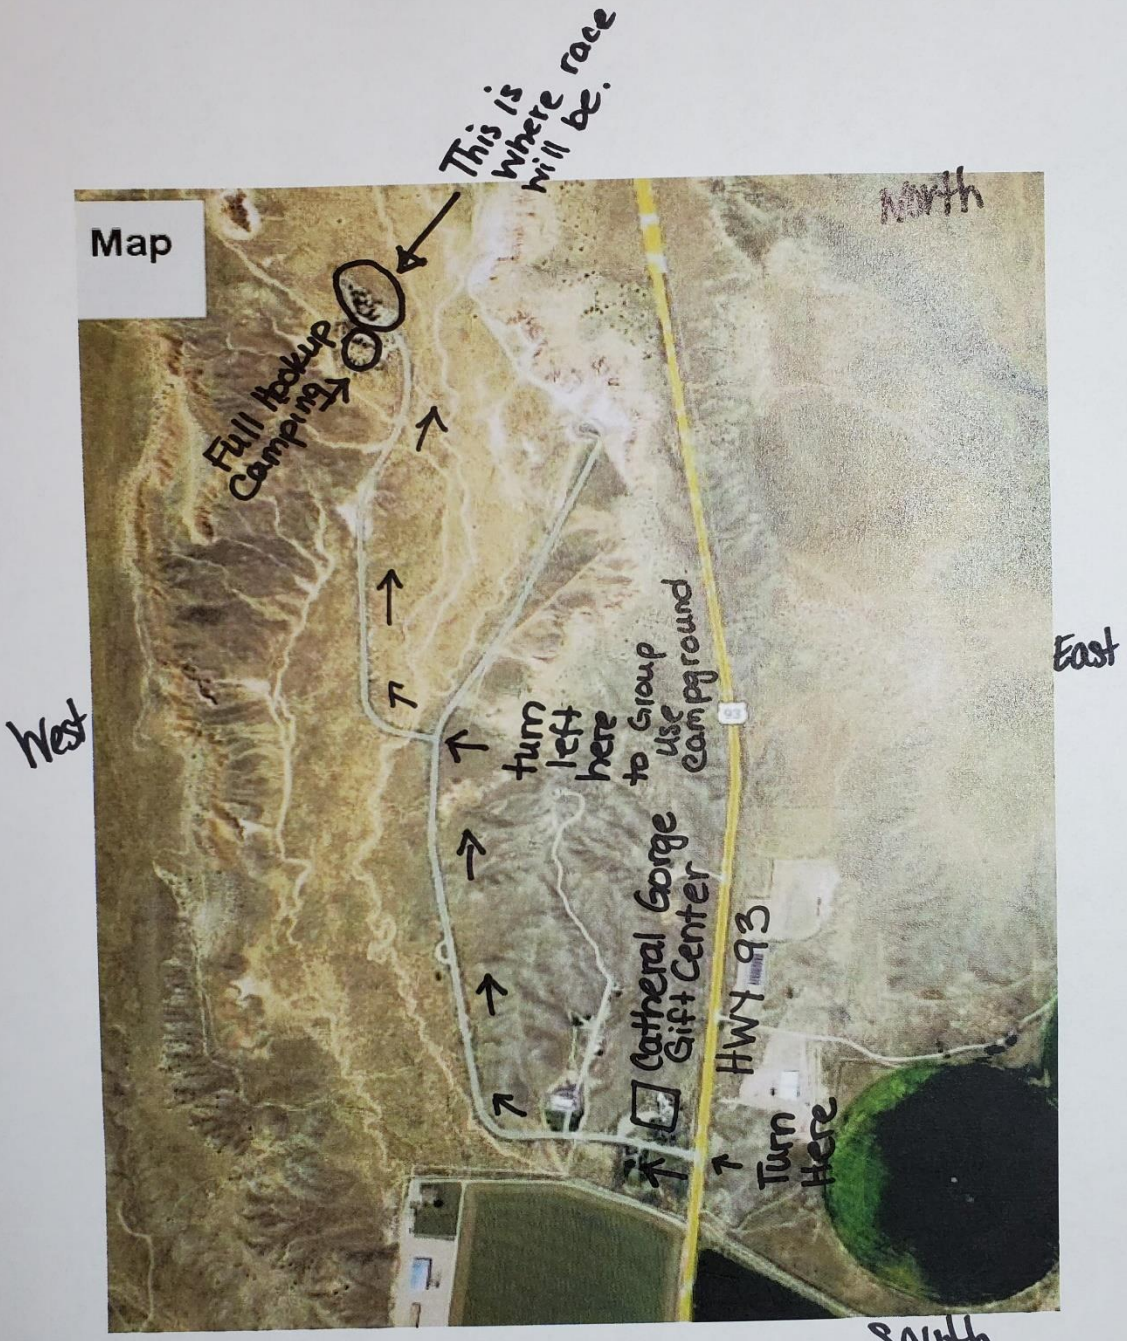 This is
where race
will be.
North
Map
Full Hookup
Camping
East
West
turn
left
here
to Group
Use
Campground
93
Catheral Gorge
Gift Center
HWY 93
Turn
Here
South